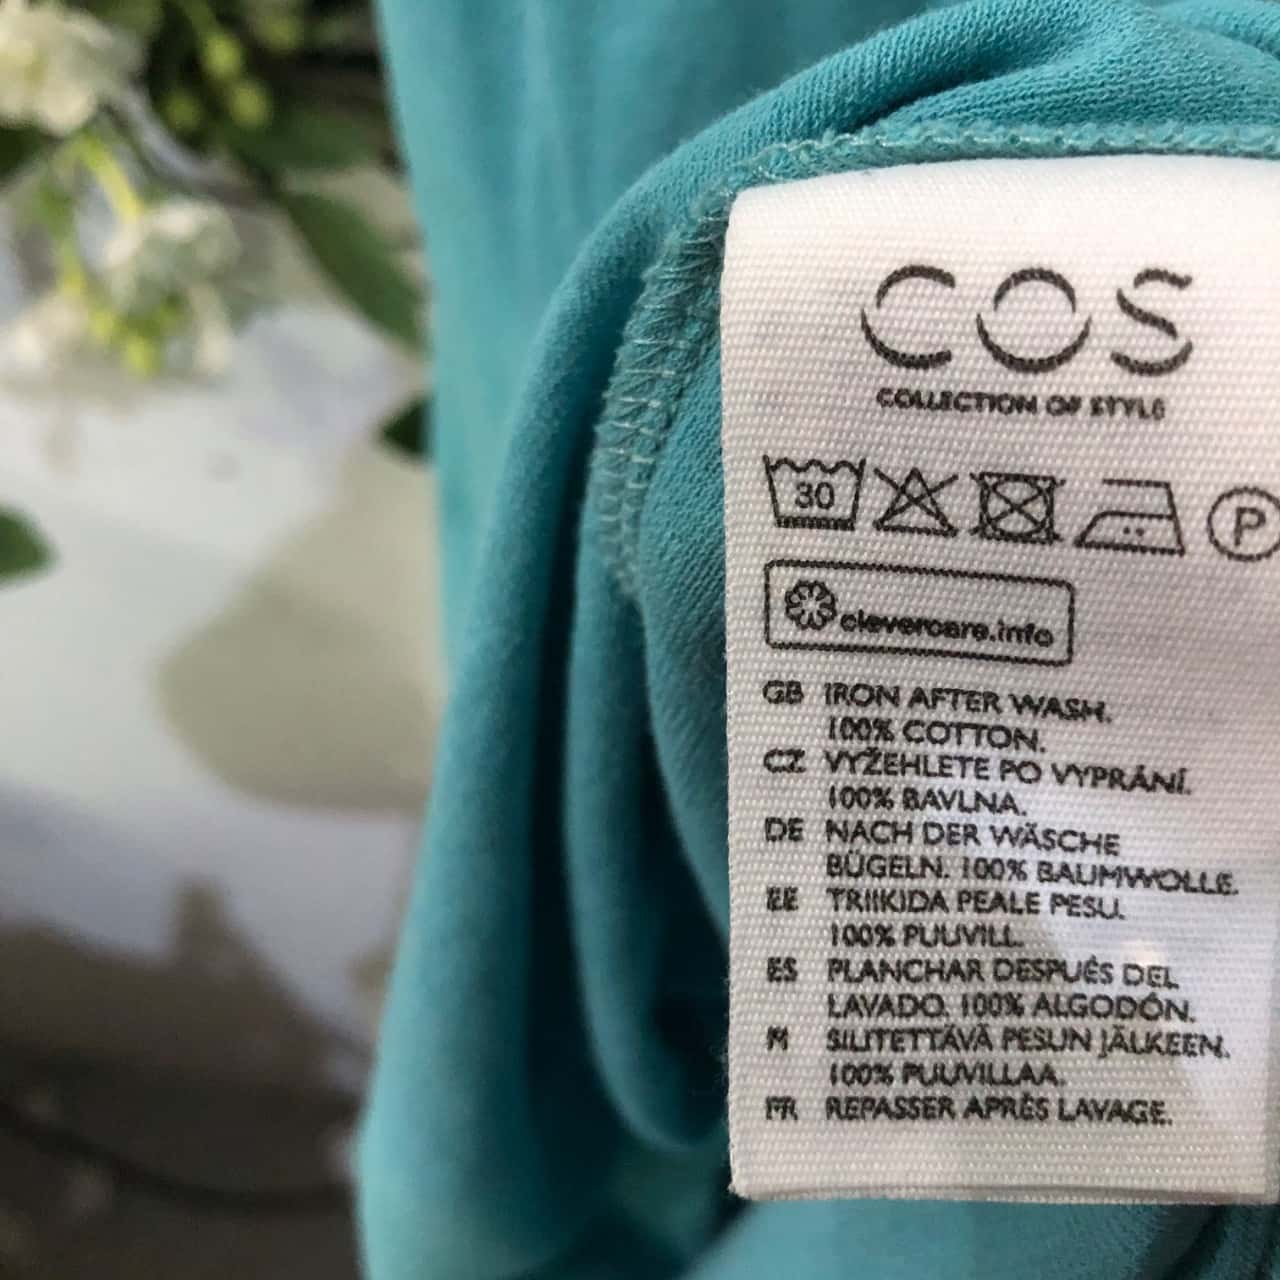 COS
COLLECTION OF STYLE
30 P
clevercare.info
GB IRON AFTER WASH.
100% COTTON.
CZ VYŽEHLETE PO VYPRÁNÍ.
100% BAVLNA.
DE NACH DER WÄSCHE
BÜGELN. 100% BAUMWOLLE.
EE TRIIKIDA PEALE PESU.
100% PUUVILL.
ES PLANCHAR DESPUÉS DEL
LAVADO. 100% ALGODÓN.
FI SILITETTÄVÄ PESUN JÄLKEEN.
100% PUUVILLAA.
FR REPASSER APRÈS LAVAGE.